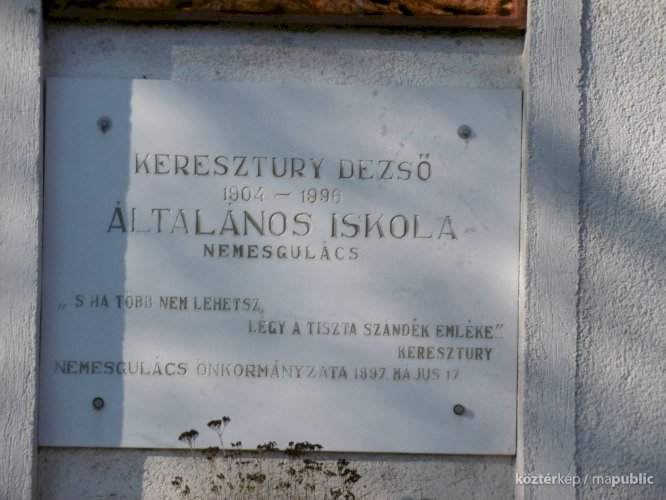 KERESZTURY DEZSŐ
1904 - 1996
ÁLTALÁNOS ISKOLA
NEMESGULÁCS
„S HA TÖBB NEM LEHETSZ,
LÉGY A TISZTA SZÁNDÉK EMLÉKE”.
KERESZTURY
NEMESGULÁCS ÖNKORMÁNYZATA 1997. MÁJUS 17.
köztérkép / mapublic